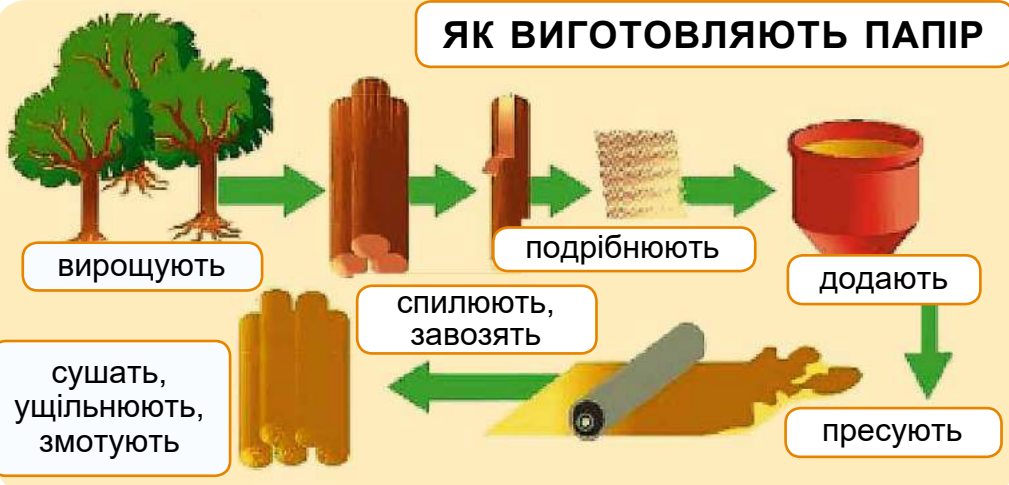 ЯК ВИГОТОВЛЯЮТЬ ПАПІР
вирощують
подрібнюють
додають
спилюють,
завозять
сушать,
ущільнюють,
змотують
пресують